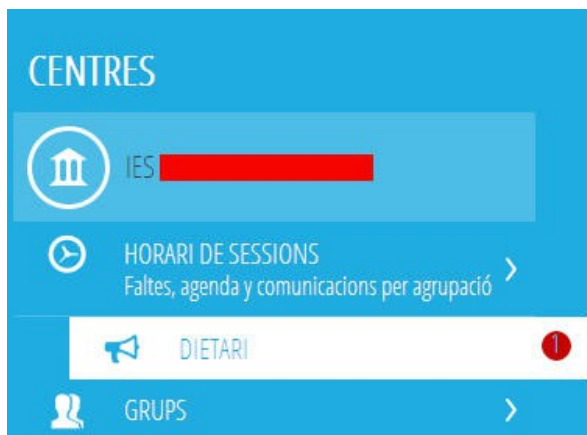 CENTRES
IES
HORARI DE SESSIONS
Faltes, agenda y comunicacions per agrupació
DIETARI
1
GRUPS